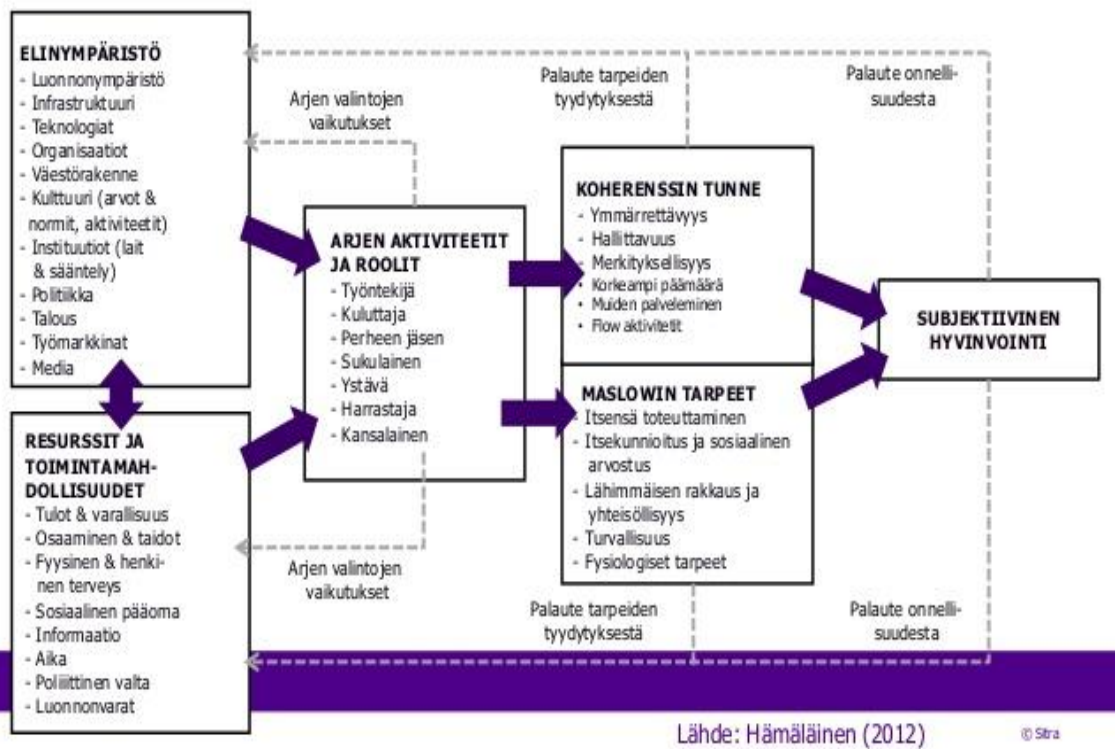 ELINYMPÄRISTÖ
- Luonnonympäristö
- Infrastruktuuri
- Teknologiat
- Organisaatiot
- Väestörakenne
- Kulttuuri (arvot &
normit, aktiviteetit)
- Instituutiot (lait
& sääntely)
- Politiikka
- Talous
- Työmarkkinat
- Media
RESURSSIT JA
TOIMINTAMAH-
DOLLISUUDET
- Tulot & varallisuus
- Osaaminen & taidot
- Fyysinen & henki-
nen terveys
- Sosiaalinen pääoma
- Informaatio
- Aika
- Poliiittinen valta
- Luonnonvarat
Arjen valintojen
vaikutukset
ARJEN AKTIVITEETIT
JA ROOLIT
- Työntekijä
- Kuluttaja
- Perheen jäsen
- Sukulainen
- Ystävä
- Harrastaja
- Kansalainen
Arjen valintojen
vaikutukset
Palaute tarpeiden
tyydytyksestä
KOHERENSSIN TUNNE
- Ymmärrettävyys
- Hallittavuus
- Merkityksellisyys
• Korkeampi päämäärä
• Muiden palveleminen
• Flow aktivitetit
MASLOWIN TARPEET
- Itsensä toteuttaminen
- Itsekunnioitus ja sosiaalinen
arvostus
- Lähimmäisen rakkaus ja
yhteisöllisyys
- Turvallisuus
- Fysiologiset tarpeet
Palaute tarpeiden
tyydytyksestä
Palaute onnelli-
suudesta
SUBJEKTIIVINEN
HYVINVOINTI
Palaute onnelli-
suudesta
Lähde: Hämäläinen (2012)
© Sitra